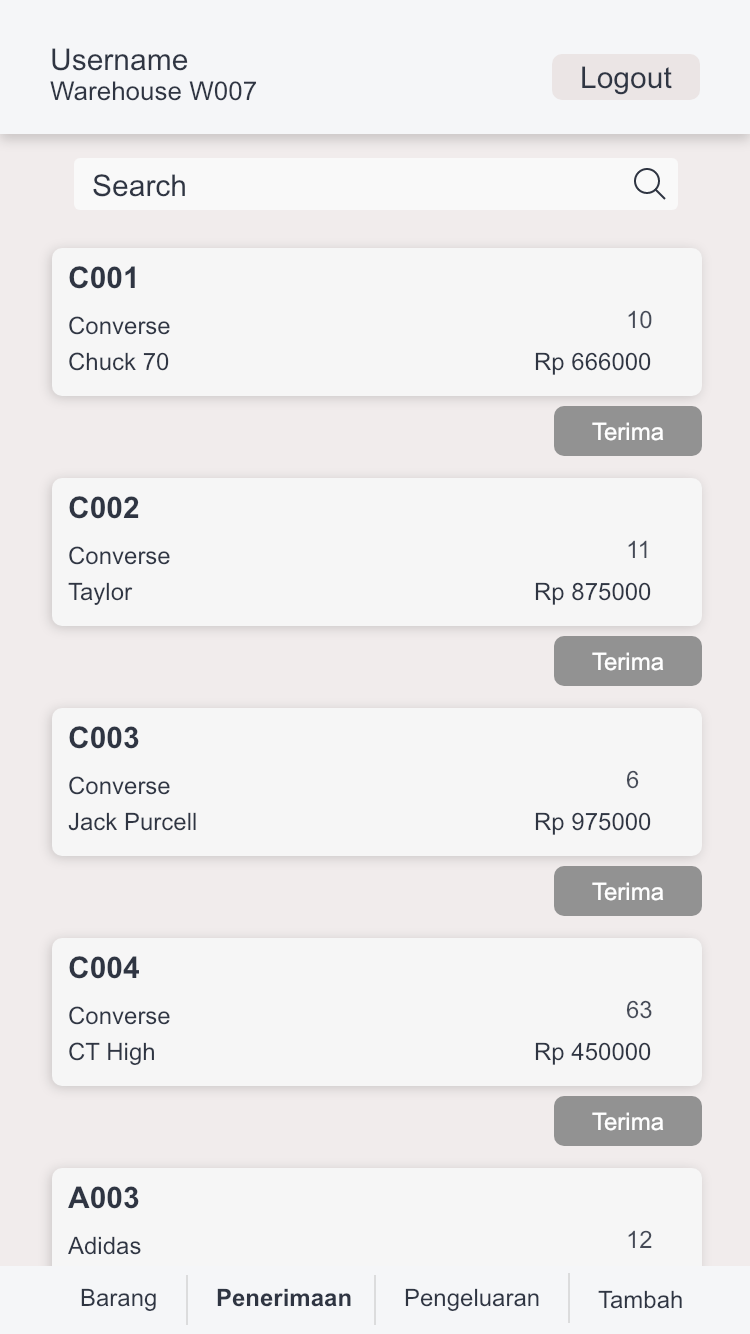 Username
Warehouse W007
Logout
Search
C001
Converse
10
Chuck 70
Rp 666000
Terima
C002
Converse
11
Taylor
Rp 875000
Terima
C003
Converse
6
Jack Purcell
Rp 975000
Terima
C004
Converse
63
CT High
Rp 450000
Terima
A003
Adidas
12
Barang
Penerimaan
Pengeluaran
Tambah